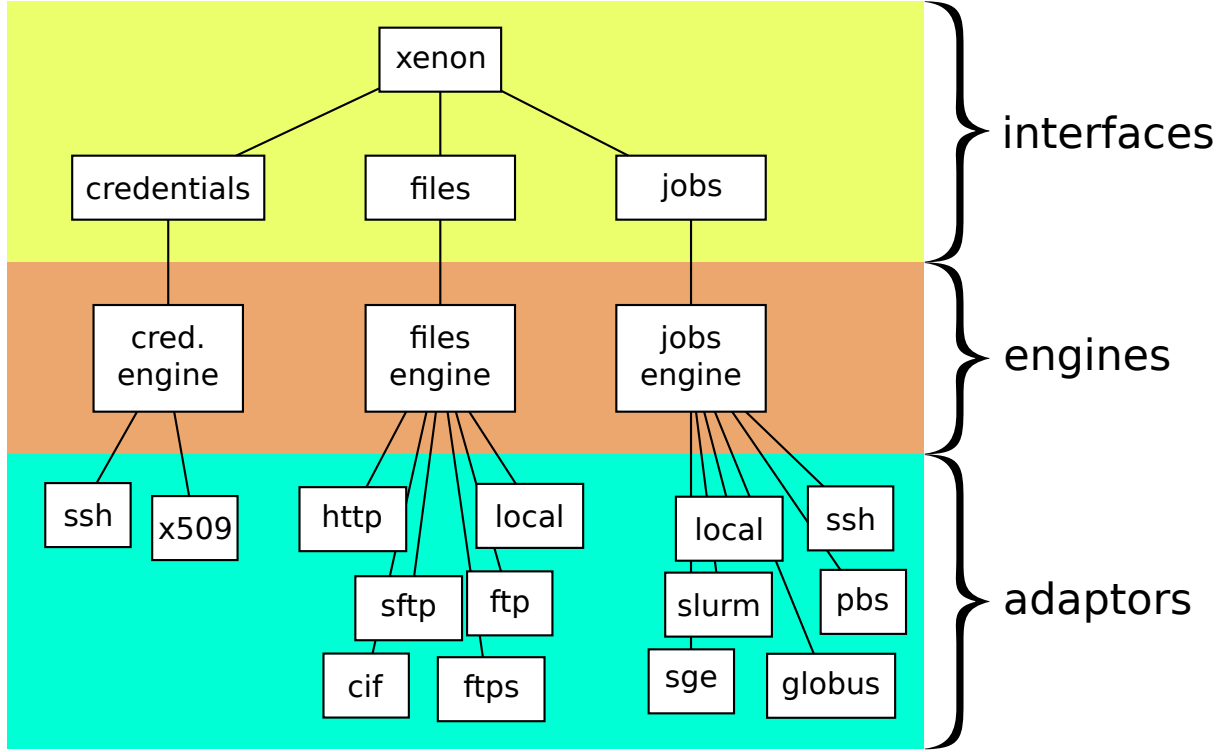 xenon
interfaces
credentials
files
jobs
cred.
engine
files
engine
jobs
engine
engines
ssh
x509
http
local
local
ssh
sftp
ftp
slurm
pbs
adaptors
cif
ftps
sge
globus